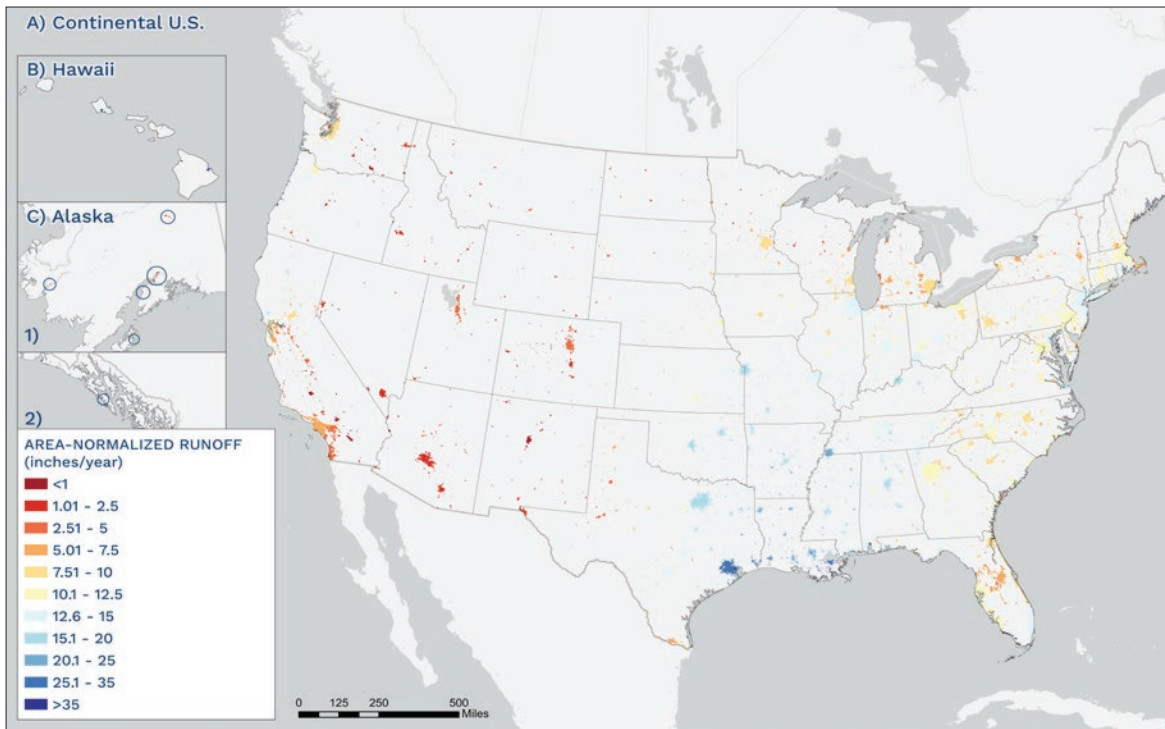 A) Continental U.S.
B) Hawaii
C) Alaska
1)
2)
AREA-NORMALIZED RUNOFF
(inches/year)
<1
1.01 - 2.5
2.51 - 5
5.01 - 7.5
7.51 - 10
10.1 - 12.5
12.6 - 15
15.1 - 20
20.1 - 25
25.1 - 35
>35
0 125 250 500
Miles